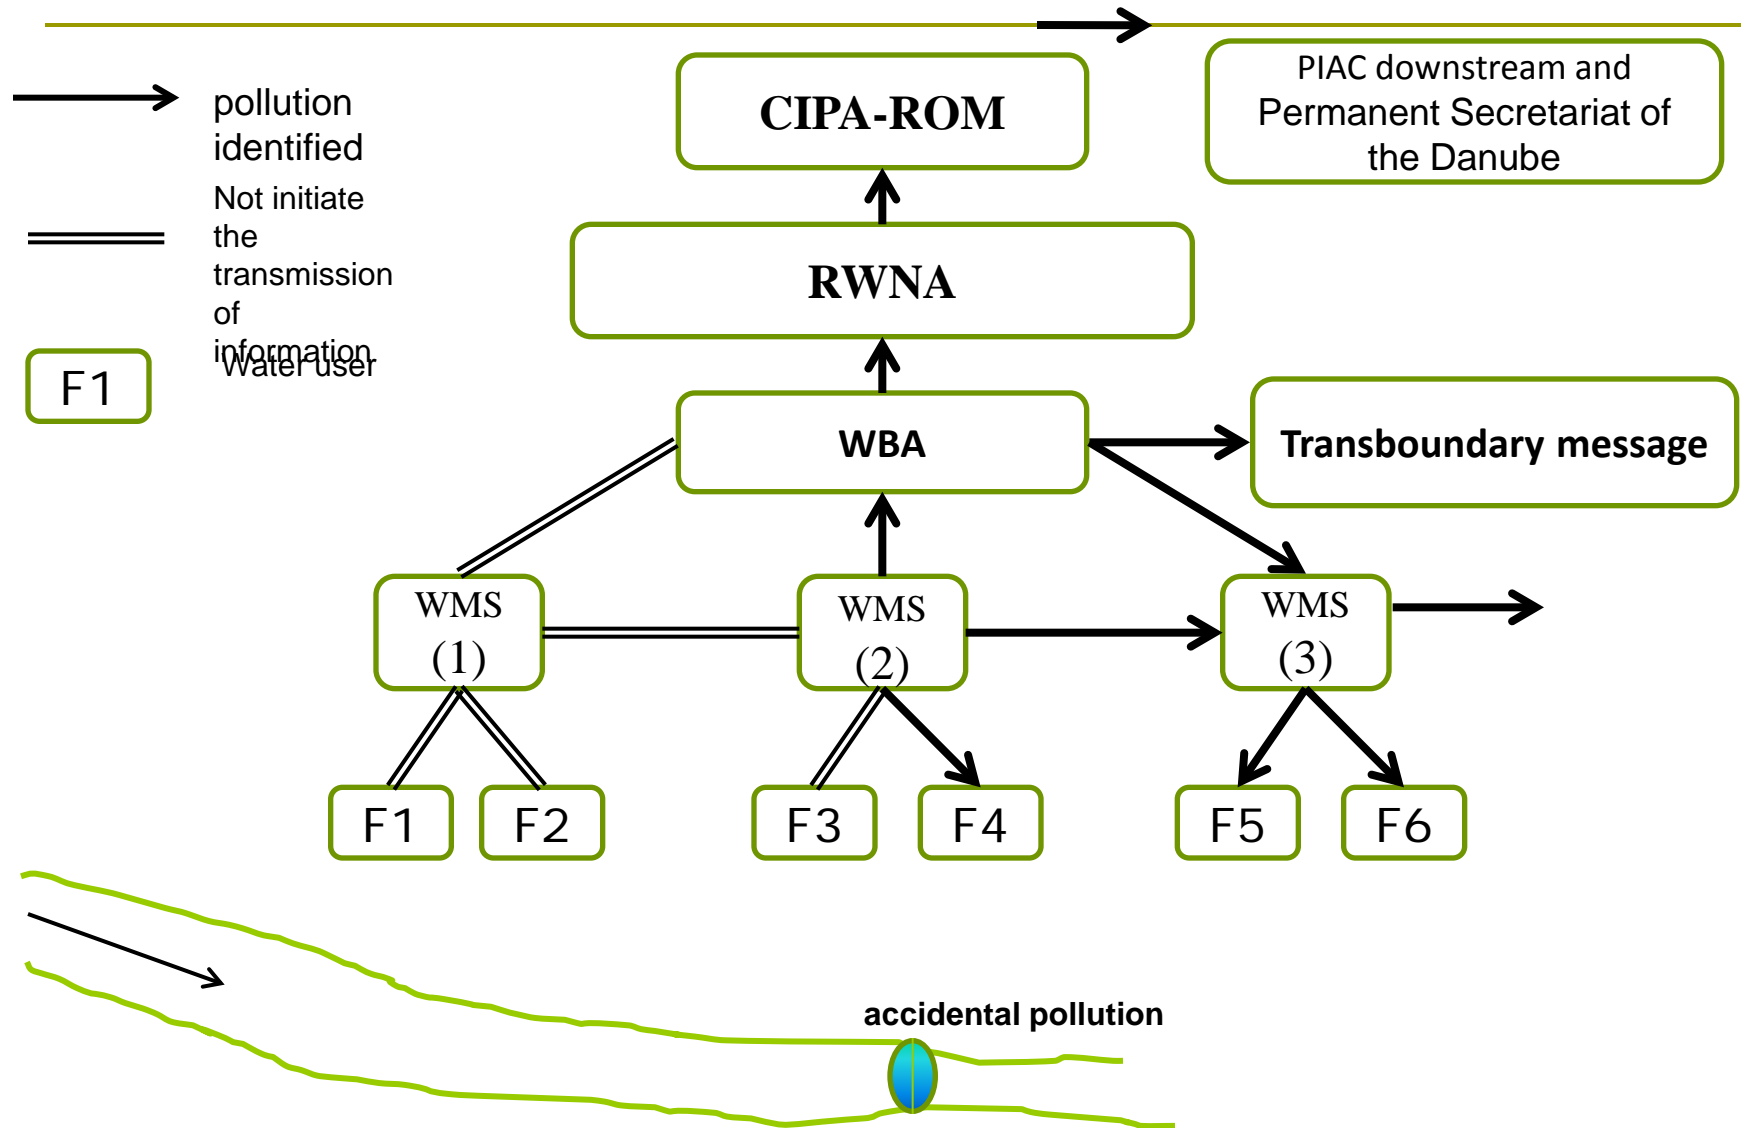 PIAC downstream and
Permanent Secretariat of
the Danube
CIPA-ROM
pollution
identified
Not initiate
the
transmission
of
information
Water user
F1
RWNA
WBA
Transboundary message
WMS
(1)
WMS
(2)
WMS
(3)
F1
F2
F3
F4
F5
F6
accidental pollution